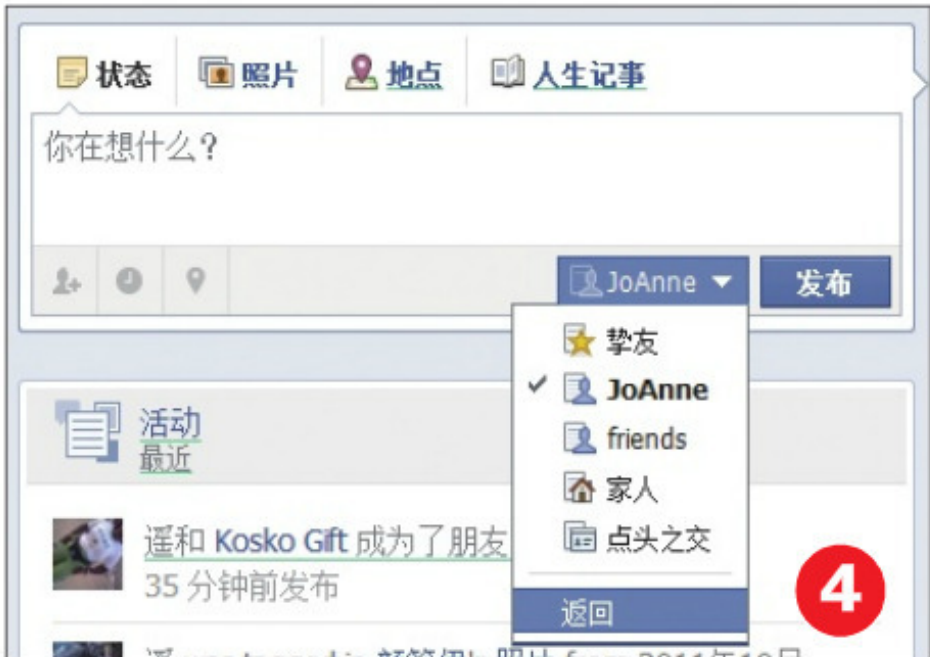 状态 照片 地点 人生记事
你在想什么？
JoAnne 发布
挚友
JoAnne
friends
家人
点头之交
返回
活动
最近
遥和 Kosko Gift 成为了朋友
35 分钟前发布
4